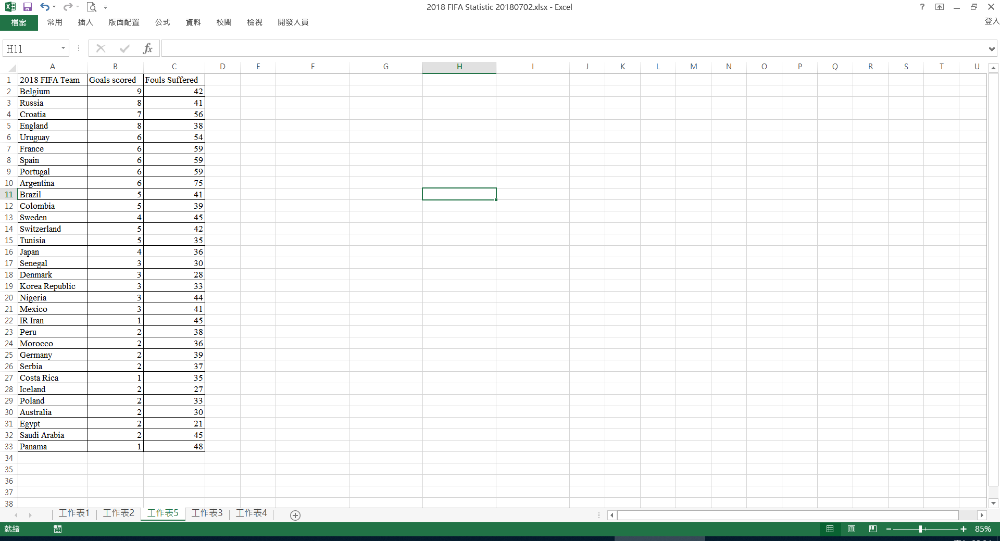 2018 FIFA Statistic 20180702.xlsx - Excel
?
檔案 常用 插入 版面配置 公式 資料 校閱 檢視 開發人員 登入
H11 fx
A B C D E F G H I J K L M N O P Q R S T U
1 2018 FIFA Team Goals scored Fouls Suffered
2 Belgium 9 42
3 Russia 8 41
4 Croatia 7 56
5 England 8 38
6 Uruguay 6 54
7 France 6 59
8 Spain 6 59
9 Portugal 6 59
10 Argentina 6 75
11 Brazil 5 41
12 Colombia 5 39
13 Sweden 4 45
14 Switzerland 5 42
15 Tunisia 5 35
16 Japan 4 36
17 Senegal 3 30
18 Denmark 3 28
19 Korea Republic 3 33
20 Nigeria 3 44
21 Mexico 3 41
22 IR Iran 1 45
23 Peru 2 38
24 Morocco 2 36
25 Germany 2 39
26 Serbia 2 37
27 Costa Rica 1 35
28 Iceland 2 27
29 Poland 2 33
30 Australia 2 30
31 Egypt 2 21
32 Saudi Arabia 2 45
33 Panama 1 48
34
35
36
37
38
工作表1 工作表2 工作表5 工作表3 工作表4
就緒 85%